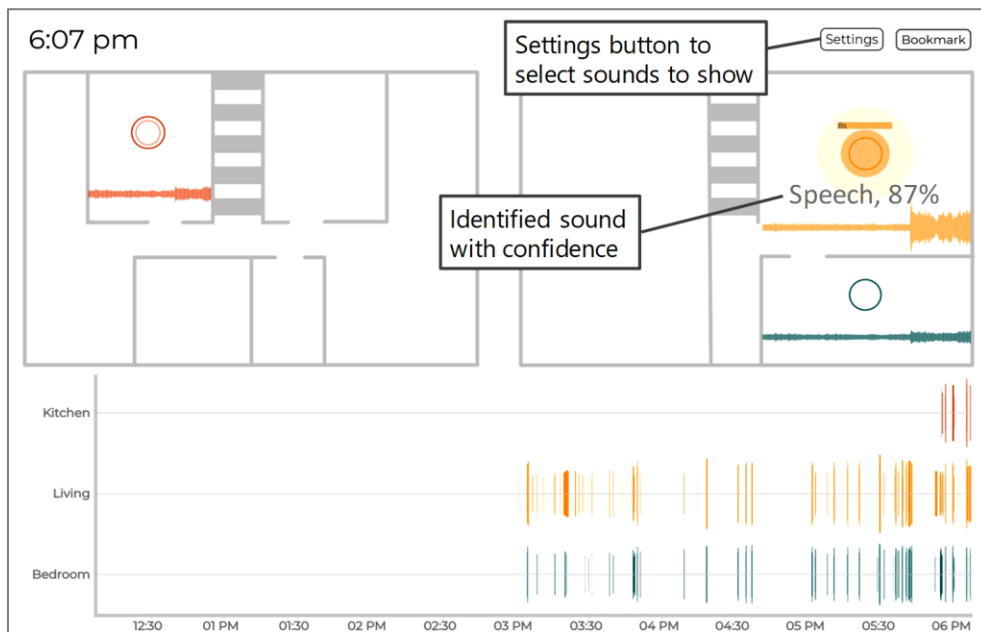 6:07 pm
Settings button to
select sounds to show
Settings
Bookmark
8s
Speech, 87%
Identified sound
with confidence
Kitchen
Living
Bedroom
12:30
01 PM
01:30
02 PM
02:30
03 PM
03:30
04 PM
04:30
05 PM
05:30
06 PM